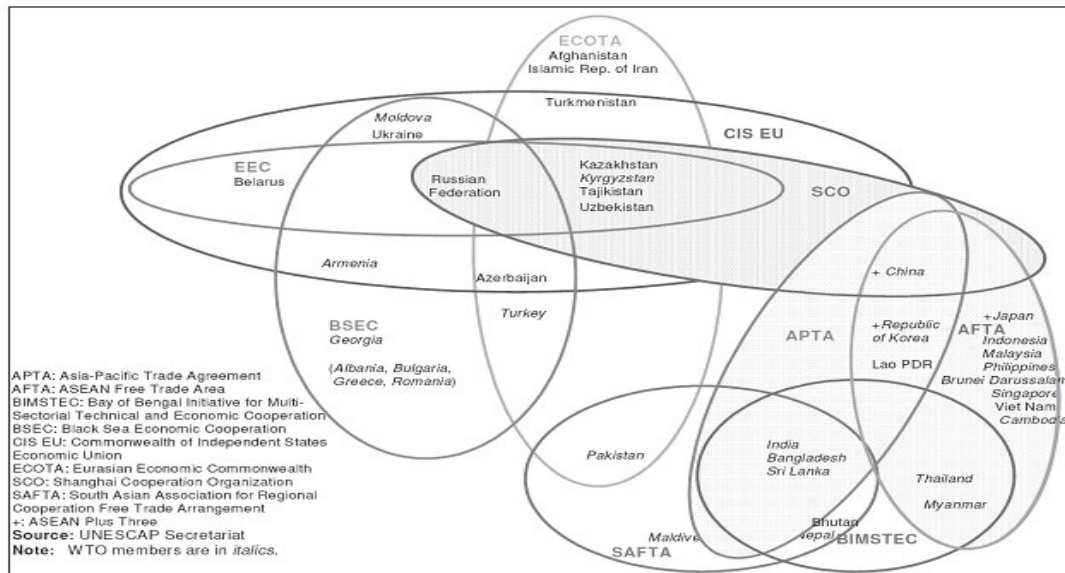 ECOTA
Afghanistan
Islamic Rep. of Iran
Turkmenistan
CIS EU
Moldova
Ukraine
EEC
Belarus
Russian
Federation
Kazakhstan
Kyrgyzstan
Tajikistan
Uzbekistan
SCO
Armenia
Azerbaijan
+ China
BSEC
Georgia
(Albania, Bulgaria,
Greece, Romania)
Turkey
APTA
+Republic
of Korea
Lao PDR
AFTA
+Japan
Indonesia
Malaysia
Philippines
Brunei Darussalam
Singapore
Viet Nam
Cambodia
Pakistan
India
Bangladesh
Sri Lanka
Thailand
Myanmar
Maldive
SAFTA
Bhutan
Nepal
BIMSTEC
APTA: Asia-Pacific Trade Agreement
AFTA: ASEAN Free Trade Area
BIMSTEC: Bay of Bengal Initiative for Multi-
Sectorial Technical and Economic Cooperation
BSEC: Black Sea Economic Cooperation
CIS EU: Commonwealth of Independent States
Economic Union
ECOTA: Eurasian Economic Commonwealth
SCO: Shanghai Cooperation Organization
SAFTA: South Asian Association for Regional
Cooperation Free Trade Arrangement
+: ASEAN Plus Three
Source: UNESCAP Secretariat
Note: WTO members are in italics.